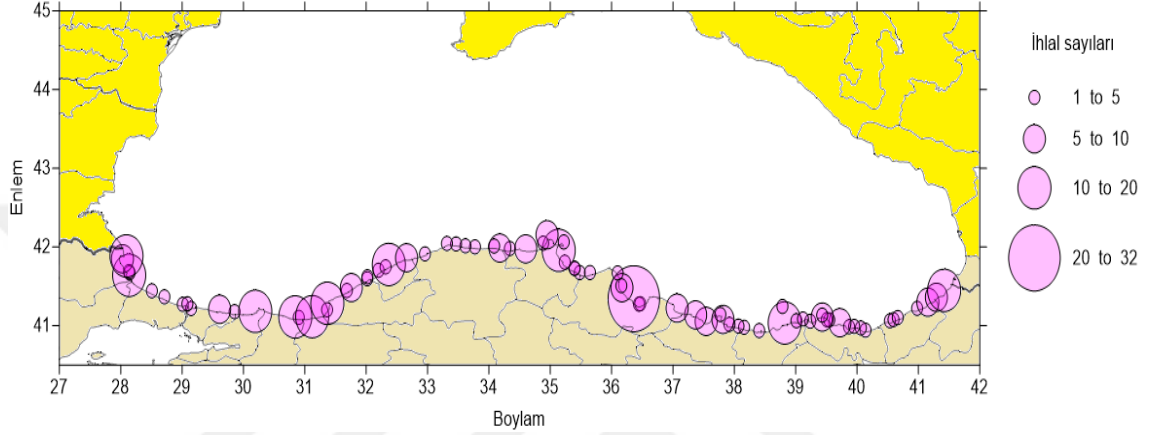 İhlal sayıları
1 to 5
5 to 10
10 to 20
20 to 32
Enlem
45
44
43
42
41
27 28 29 30 31 32 33 34 35 36 37 38 39 40 41 42
Boylam